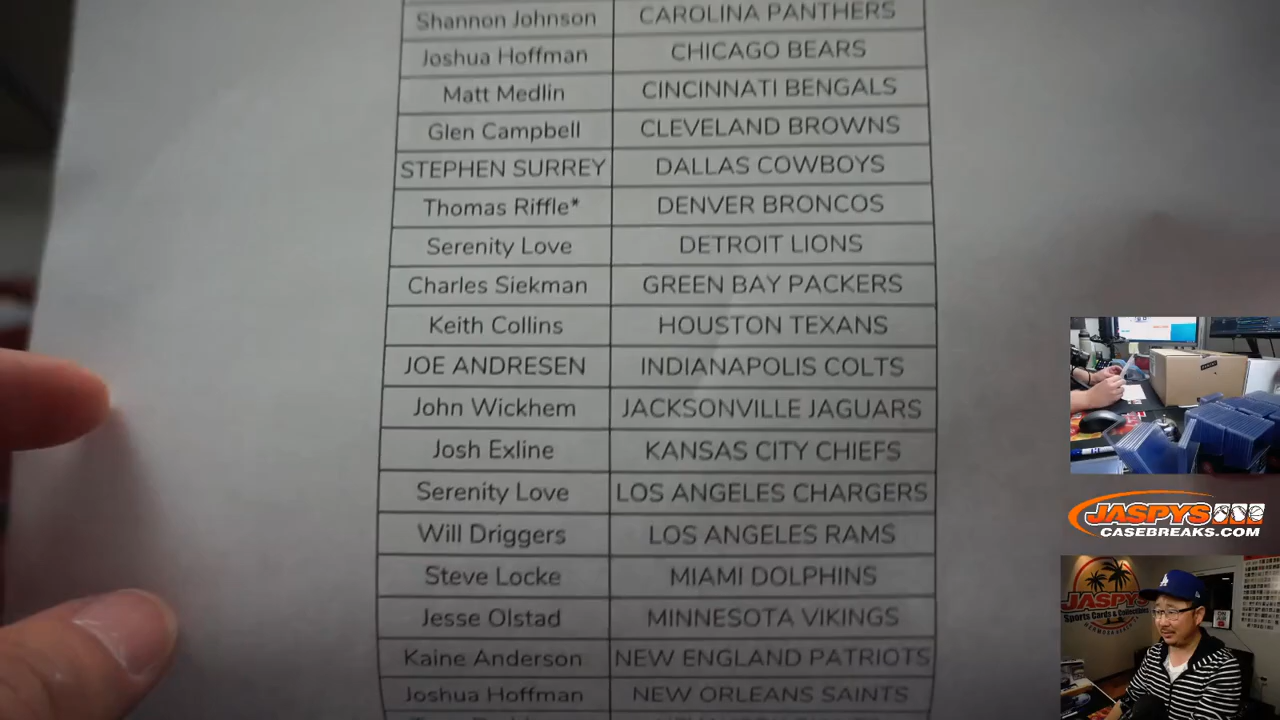 Shannon Johnson CAROLINA PANTHERS
Joshua Hoffman CHICAGO BEARS
Matt Medlin CINCINNATI BENGALS
Glen Campbell CLEVELAND BROWNS
STEPHEN SURREY DALLAS COWBOYS
Thomas Riffle* DENVER BRONCOS
Serenity Love DETROIT LIONS
Charles Siekman GREEN BAY PACKERS
Keith Collins HOUSTON TEXANS
JOE ANDRESEN INDIANAPOLIS COLTS
John Wickhem JACKSONVILLE JAGUARS
Josh Exline KANSAS CITY CHIEFS
Serenity Love LOS ANGELES CHARGERS
Will Driggers LOS ANGELES RAMS
Steve Locke MIAMI DOLPHINS
Jesse Olstad MINNESOTA VIKINGS
Kaine Anderson NEW ENGLAND PATRIOTS
Joshua Hoffman NEW ORLEANS SAINTS
JASPYS
CASEBREAKS.COM
JASPYS
Sports Cards & Collectibles